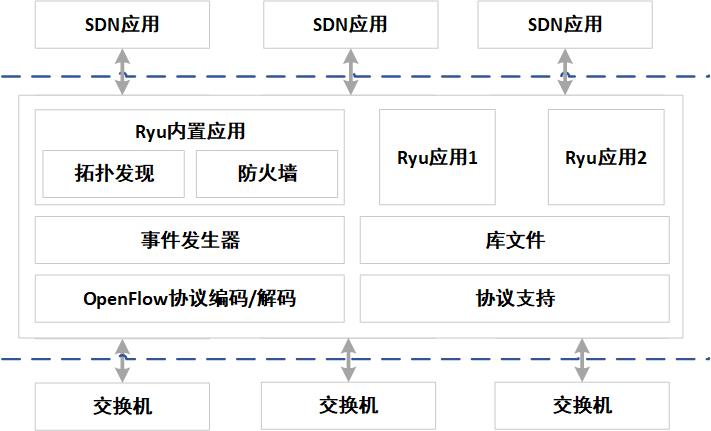 SDN应用
SDN应用
SDN应用
Ryu内置应用
拓扑发现
防火墙
Ryu应用1
Ryu应用2
事件发生器
库文件
OpenFlow协议编码/解码
协议支持
交换机
交换机
交换机